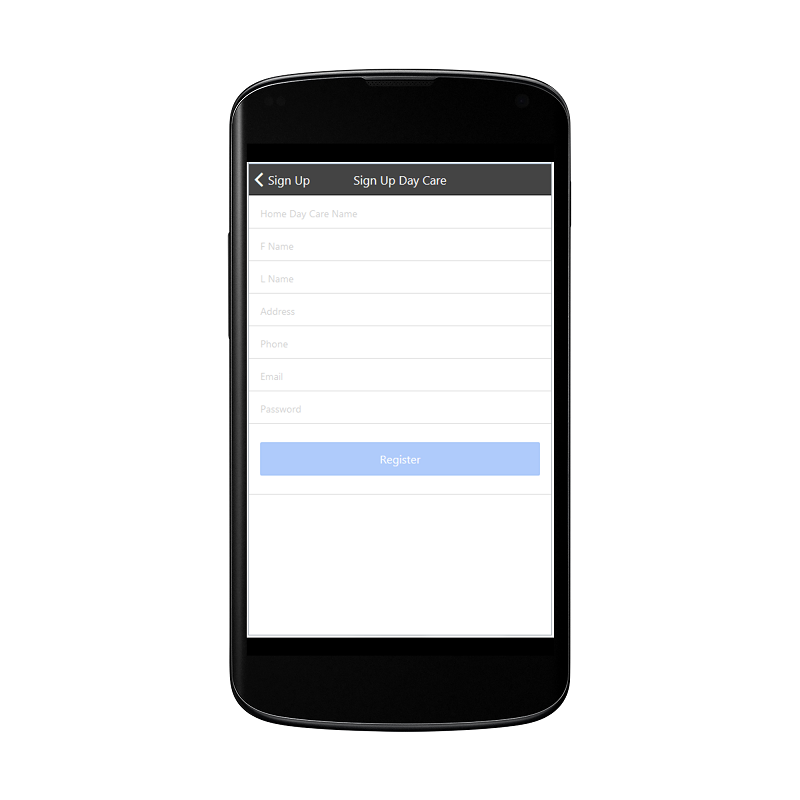 Sign Up
Sign Up Day Care
Home Day Care Name
F Name
L Name
Address
Phone
Email
Password
Register